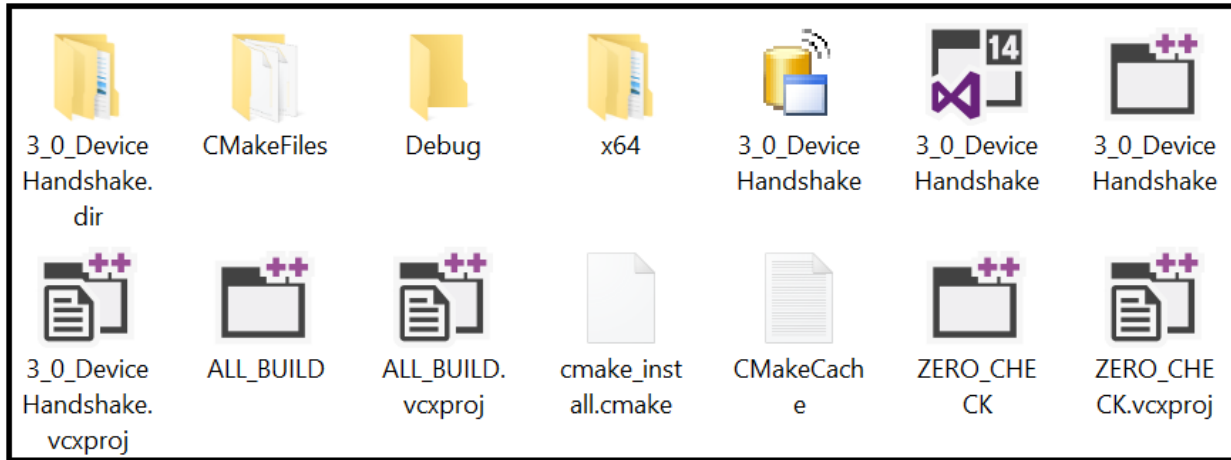 14
3_0_Device
Handshake.
dir
CMakeFiles
Debug
x64
3_0_Device
Handshake
3_0_Device
Handshake
3_0_Device
Handshake
3_0_Device
Handshake.
vcxproj
ALL_BUILD
ALL_BUILD.
vcxproj
cmake_inst
all.cmake
CMakeCach
e
ZERO_CHE
CK
ZERO_CHE
CK.vcxproj